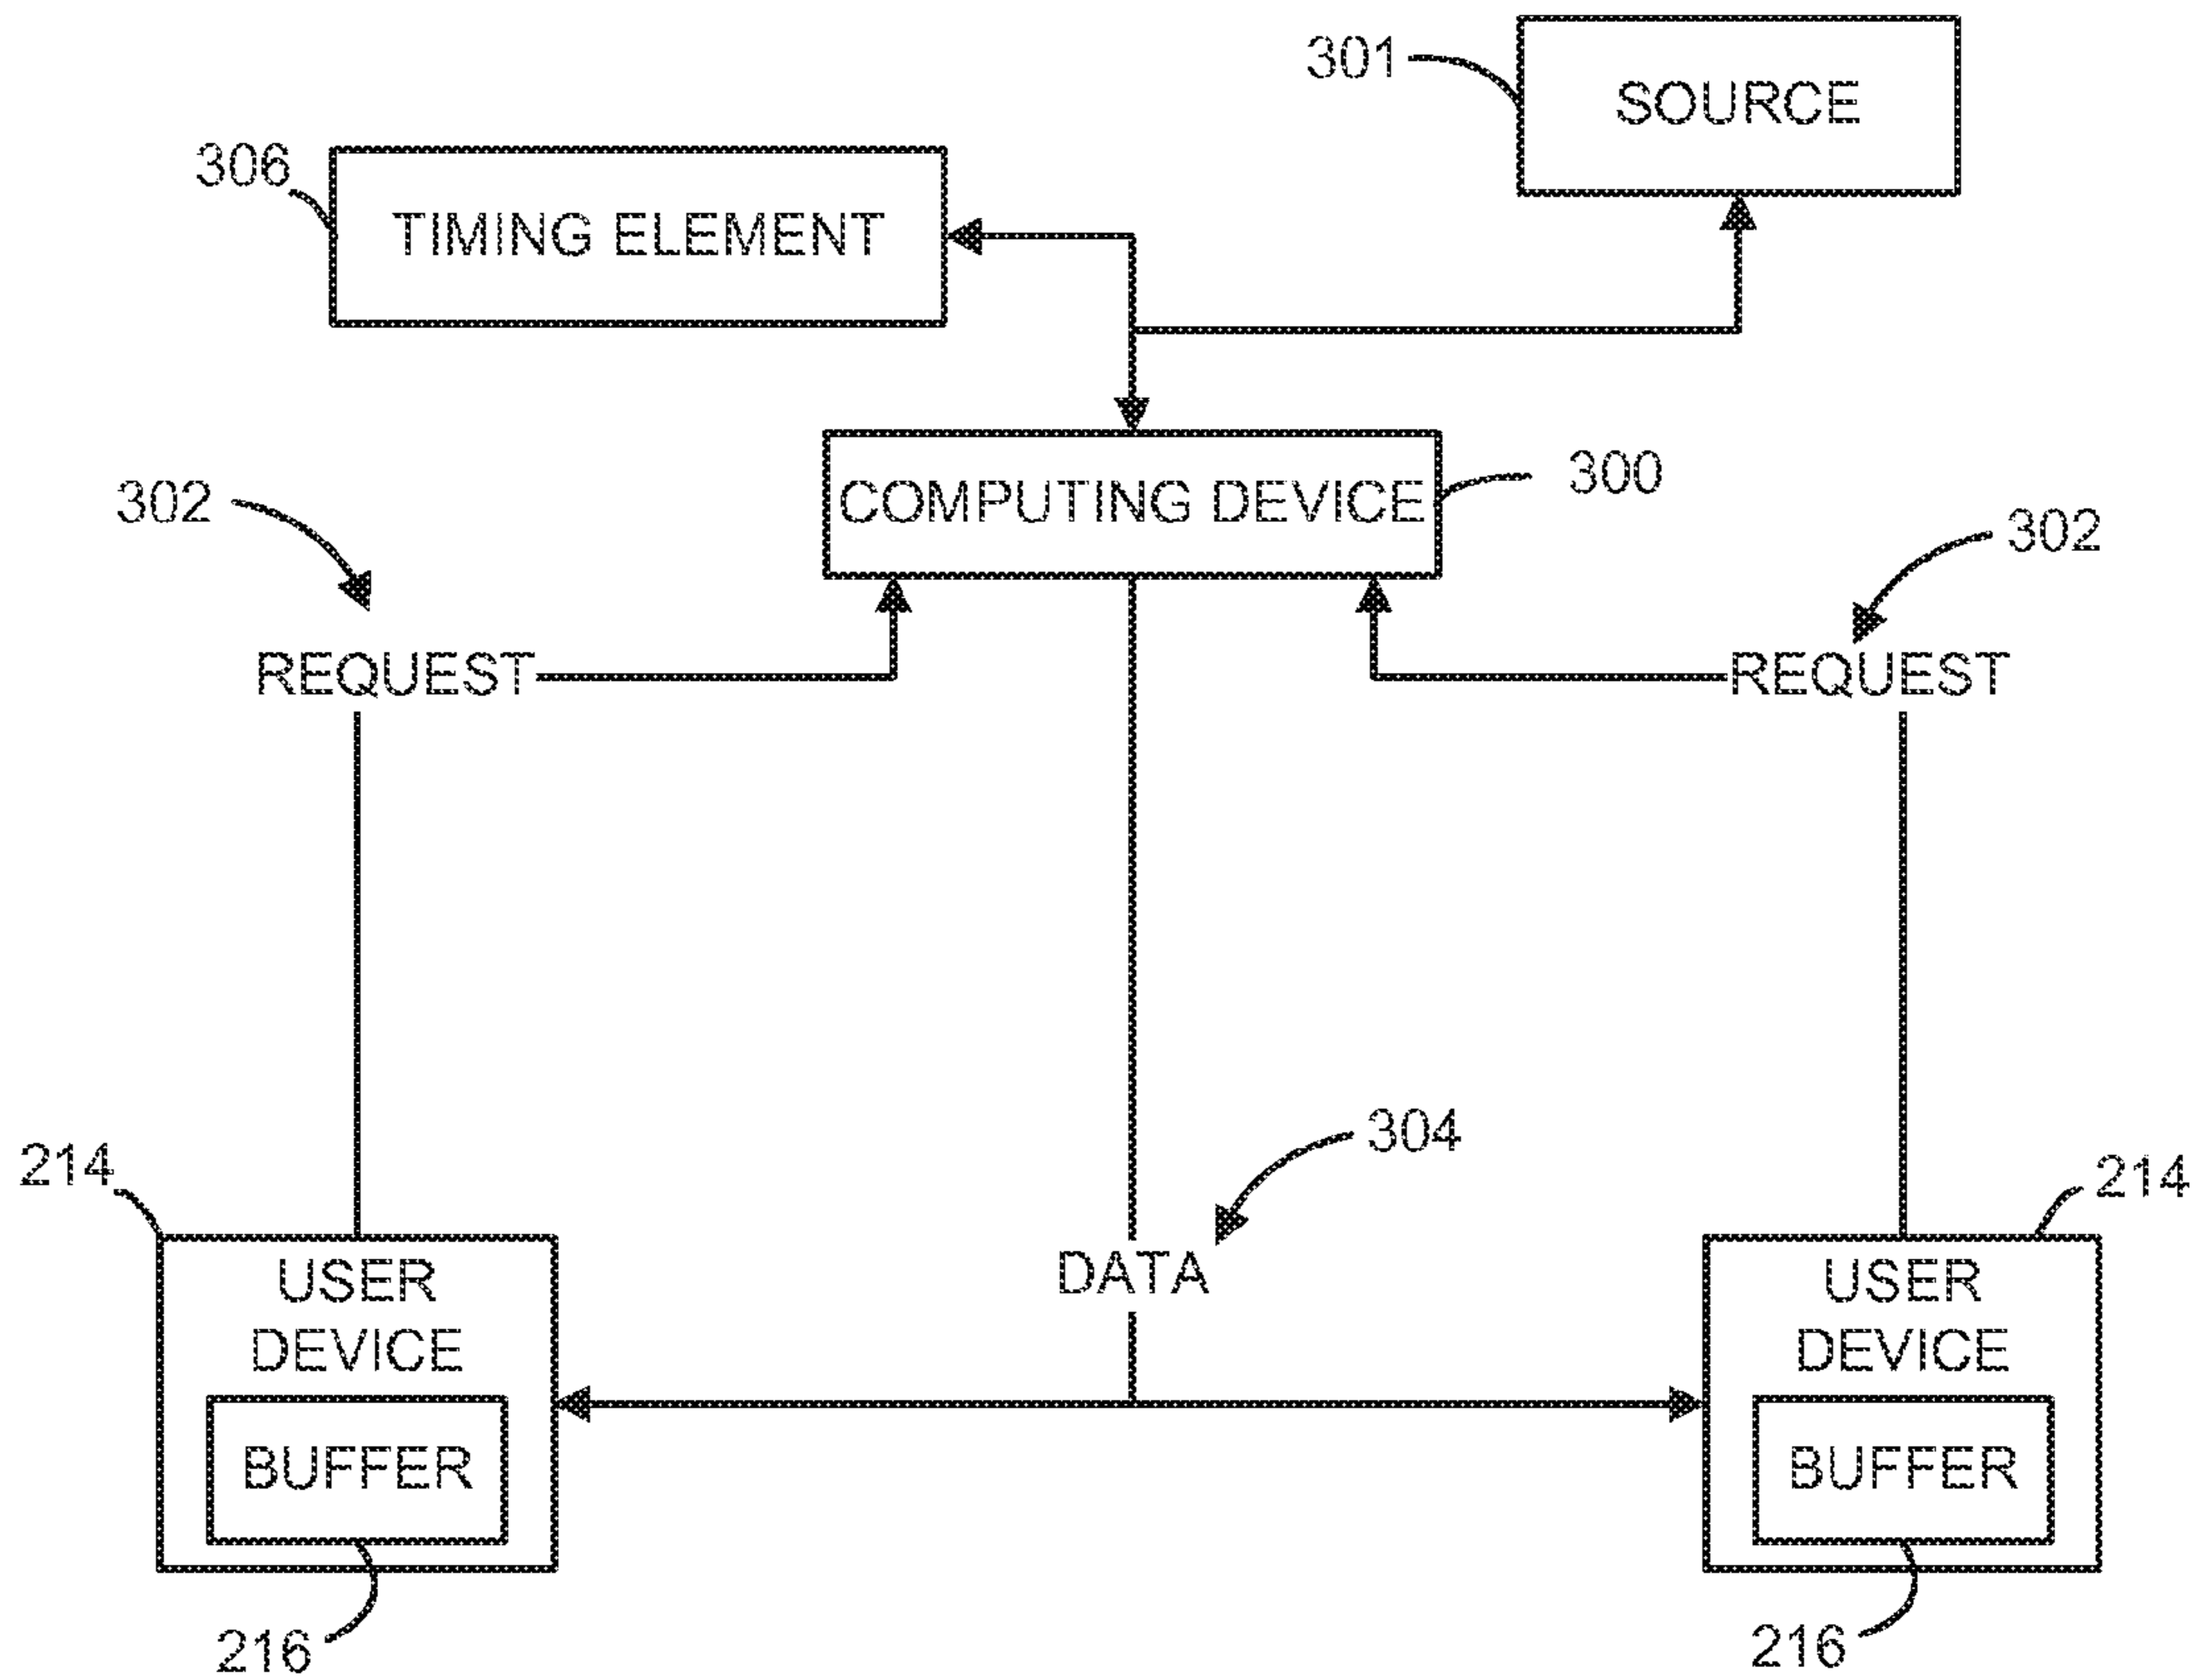 301
SOURCE
306
TIMING ELEMENT
300
COMPUTING DEVICE
302
302
REQUEST
REQUEST
304
214
214
DATA
USER
DEVICE
BUFFER
USER
DEVICE
BUFFER
216
216